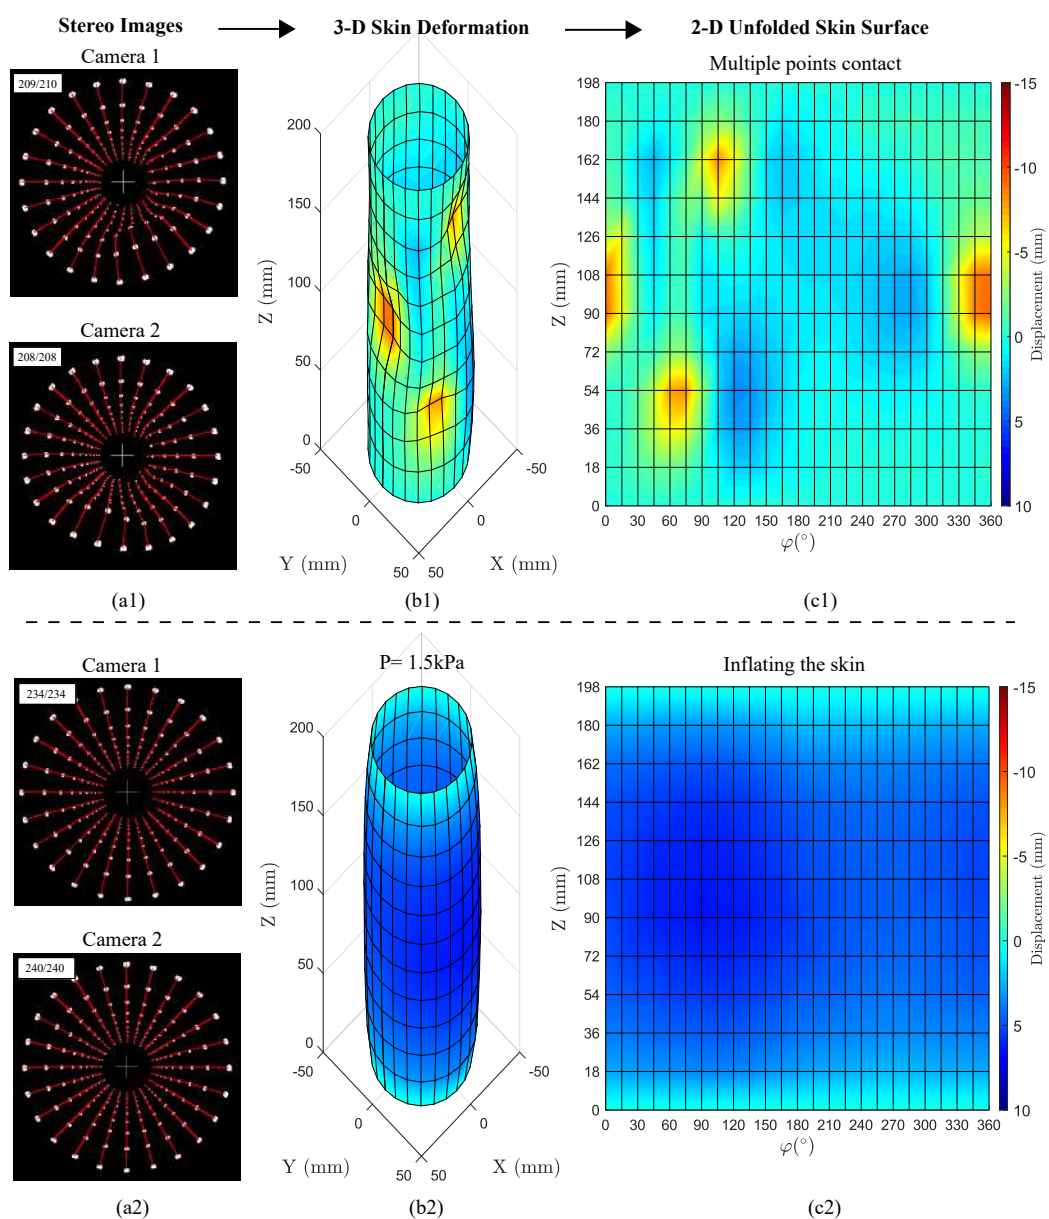 Stereo Images
3-D Skin Deformation
2-D Unfolded Skin Surface
Camera 1
209/210
Camera 2
208/208
(a1)
200
150
100
50
0
Z (mm)
-50
0
50
Y (mm)
50
0
-50
X (mm)
(b1)
Multiple points contact
198
180
162
144
126
108
90
72
54
36
18
0
Z (mm)
0 30 60 90 120 150 180 210 240 270 300 330 360
φ(°)
-15
-10
-5
0
5
10
Displacement (mm)
(c1)
Camera 1
234/234
Camera 2
240/240
(a2)
P= 1.5kPa
200
150
100
50
0
Z (mm)
-50
0
50
Y (mm)
50
0
-50
X (mm)
(b2)
Inflating the skin
198
180
162
144
126
108
90
72
54
36
18
0
Z (mm)
0 30 60 90 120 150 180 210 240 270 300 330 360
φ(°)
-15
-10
-5
0
5
10
Displacement (mm)
(c2)